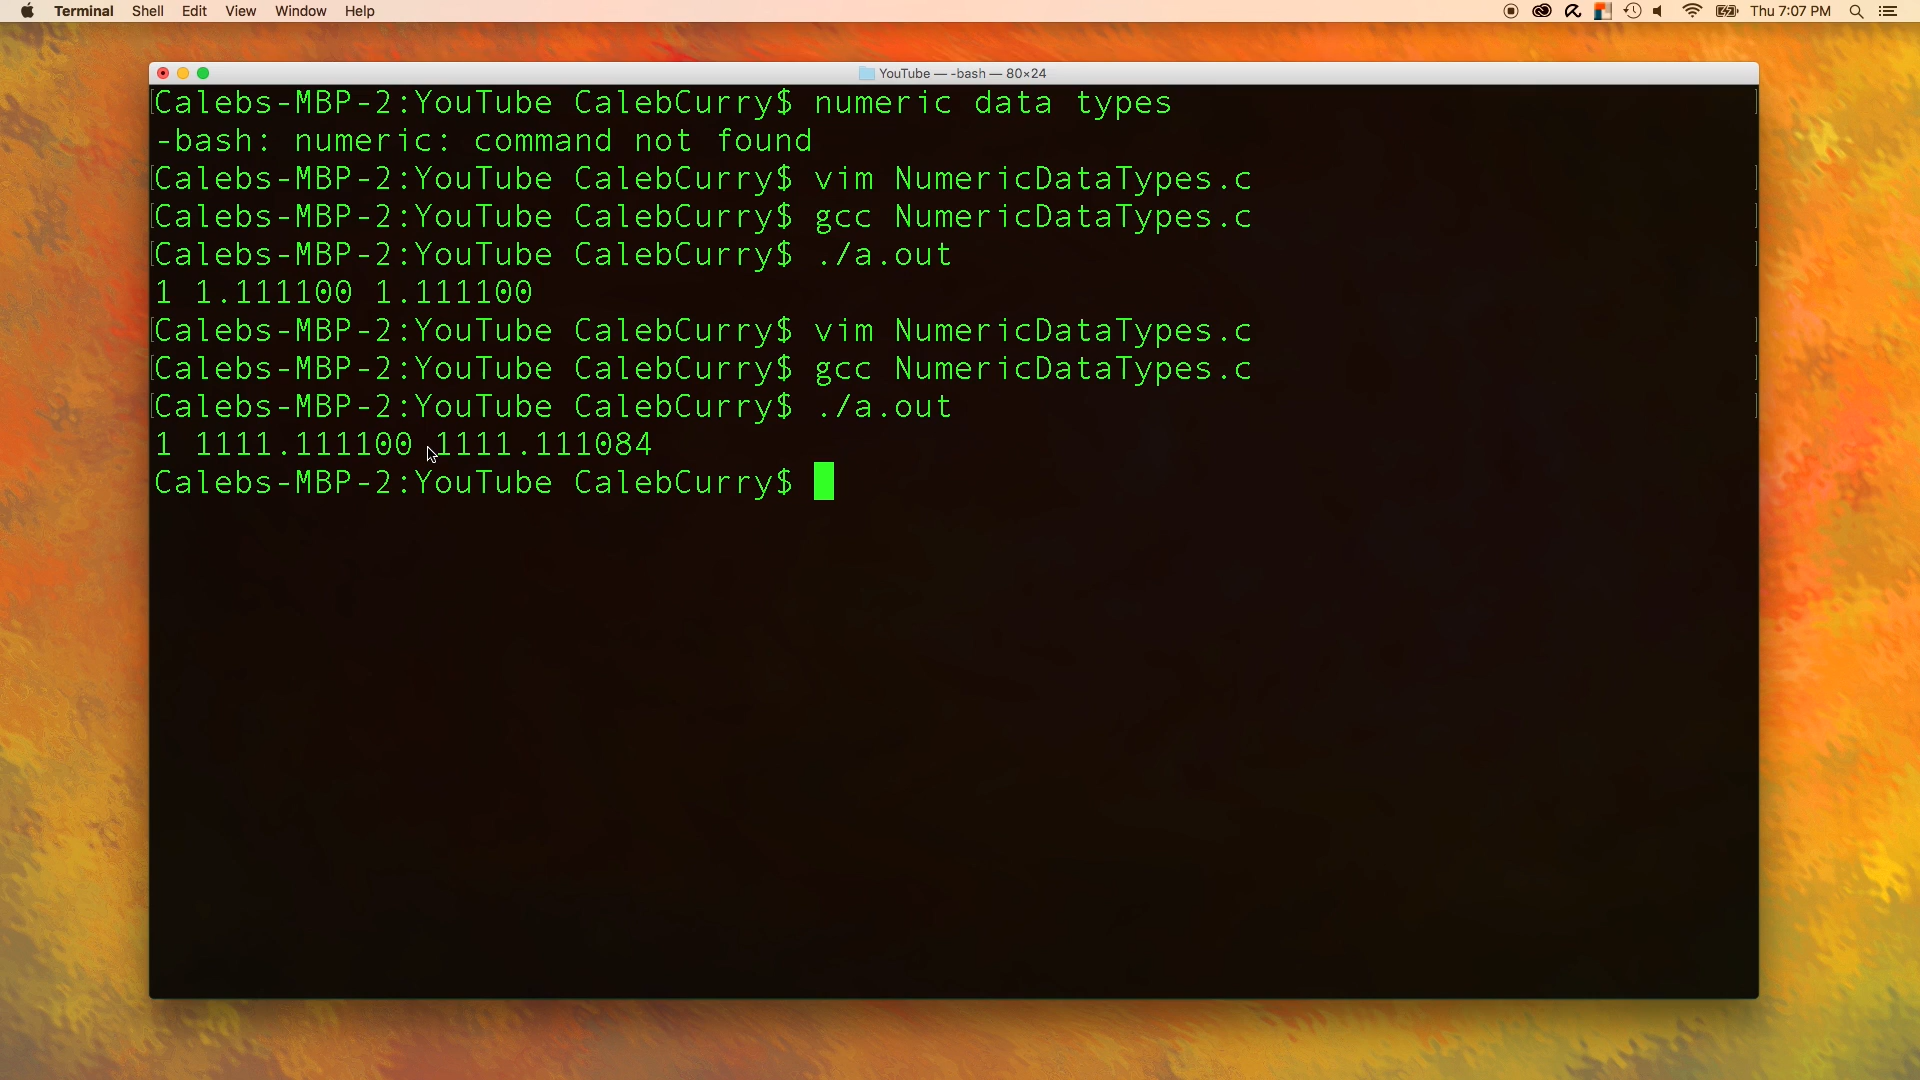 Terminal Shell Edit View Window Help Thu 7:07 PM
YouTube — -bash — 80×24
Calebs-MBP-2:YouTube CalebCurry$ numeric data types
-bash: numeric: command not found
Calebs-MBP-2:YouTube CalebCurry$ vim NumericDataTypes.c
Calebs-MBP-2:YouTube CalebCurry$ gcc NumericDataTypes.c
Calebs-MBP-2:YouTube CalebCurry$ ./a.out
1 1.111100 1.111100
Calebs-MBP-2:YouTube CalebCurry$ vim NumericDataTypes.c
Calebs-MBP-2:YouTube CalebCurry$ gcc NumericDataTypes.c
Calebs-MBP-2:YouTube CalebCurry$ ./a.out
1 1111.111100 1111.111084
Calebs-MBP-2:YouTube CalebCurry$